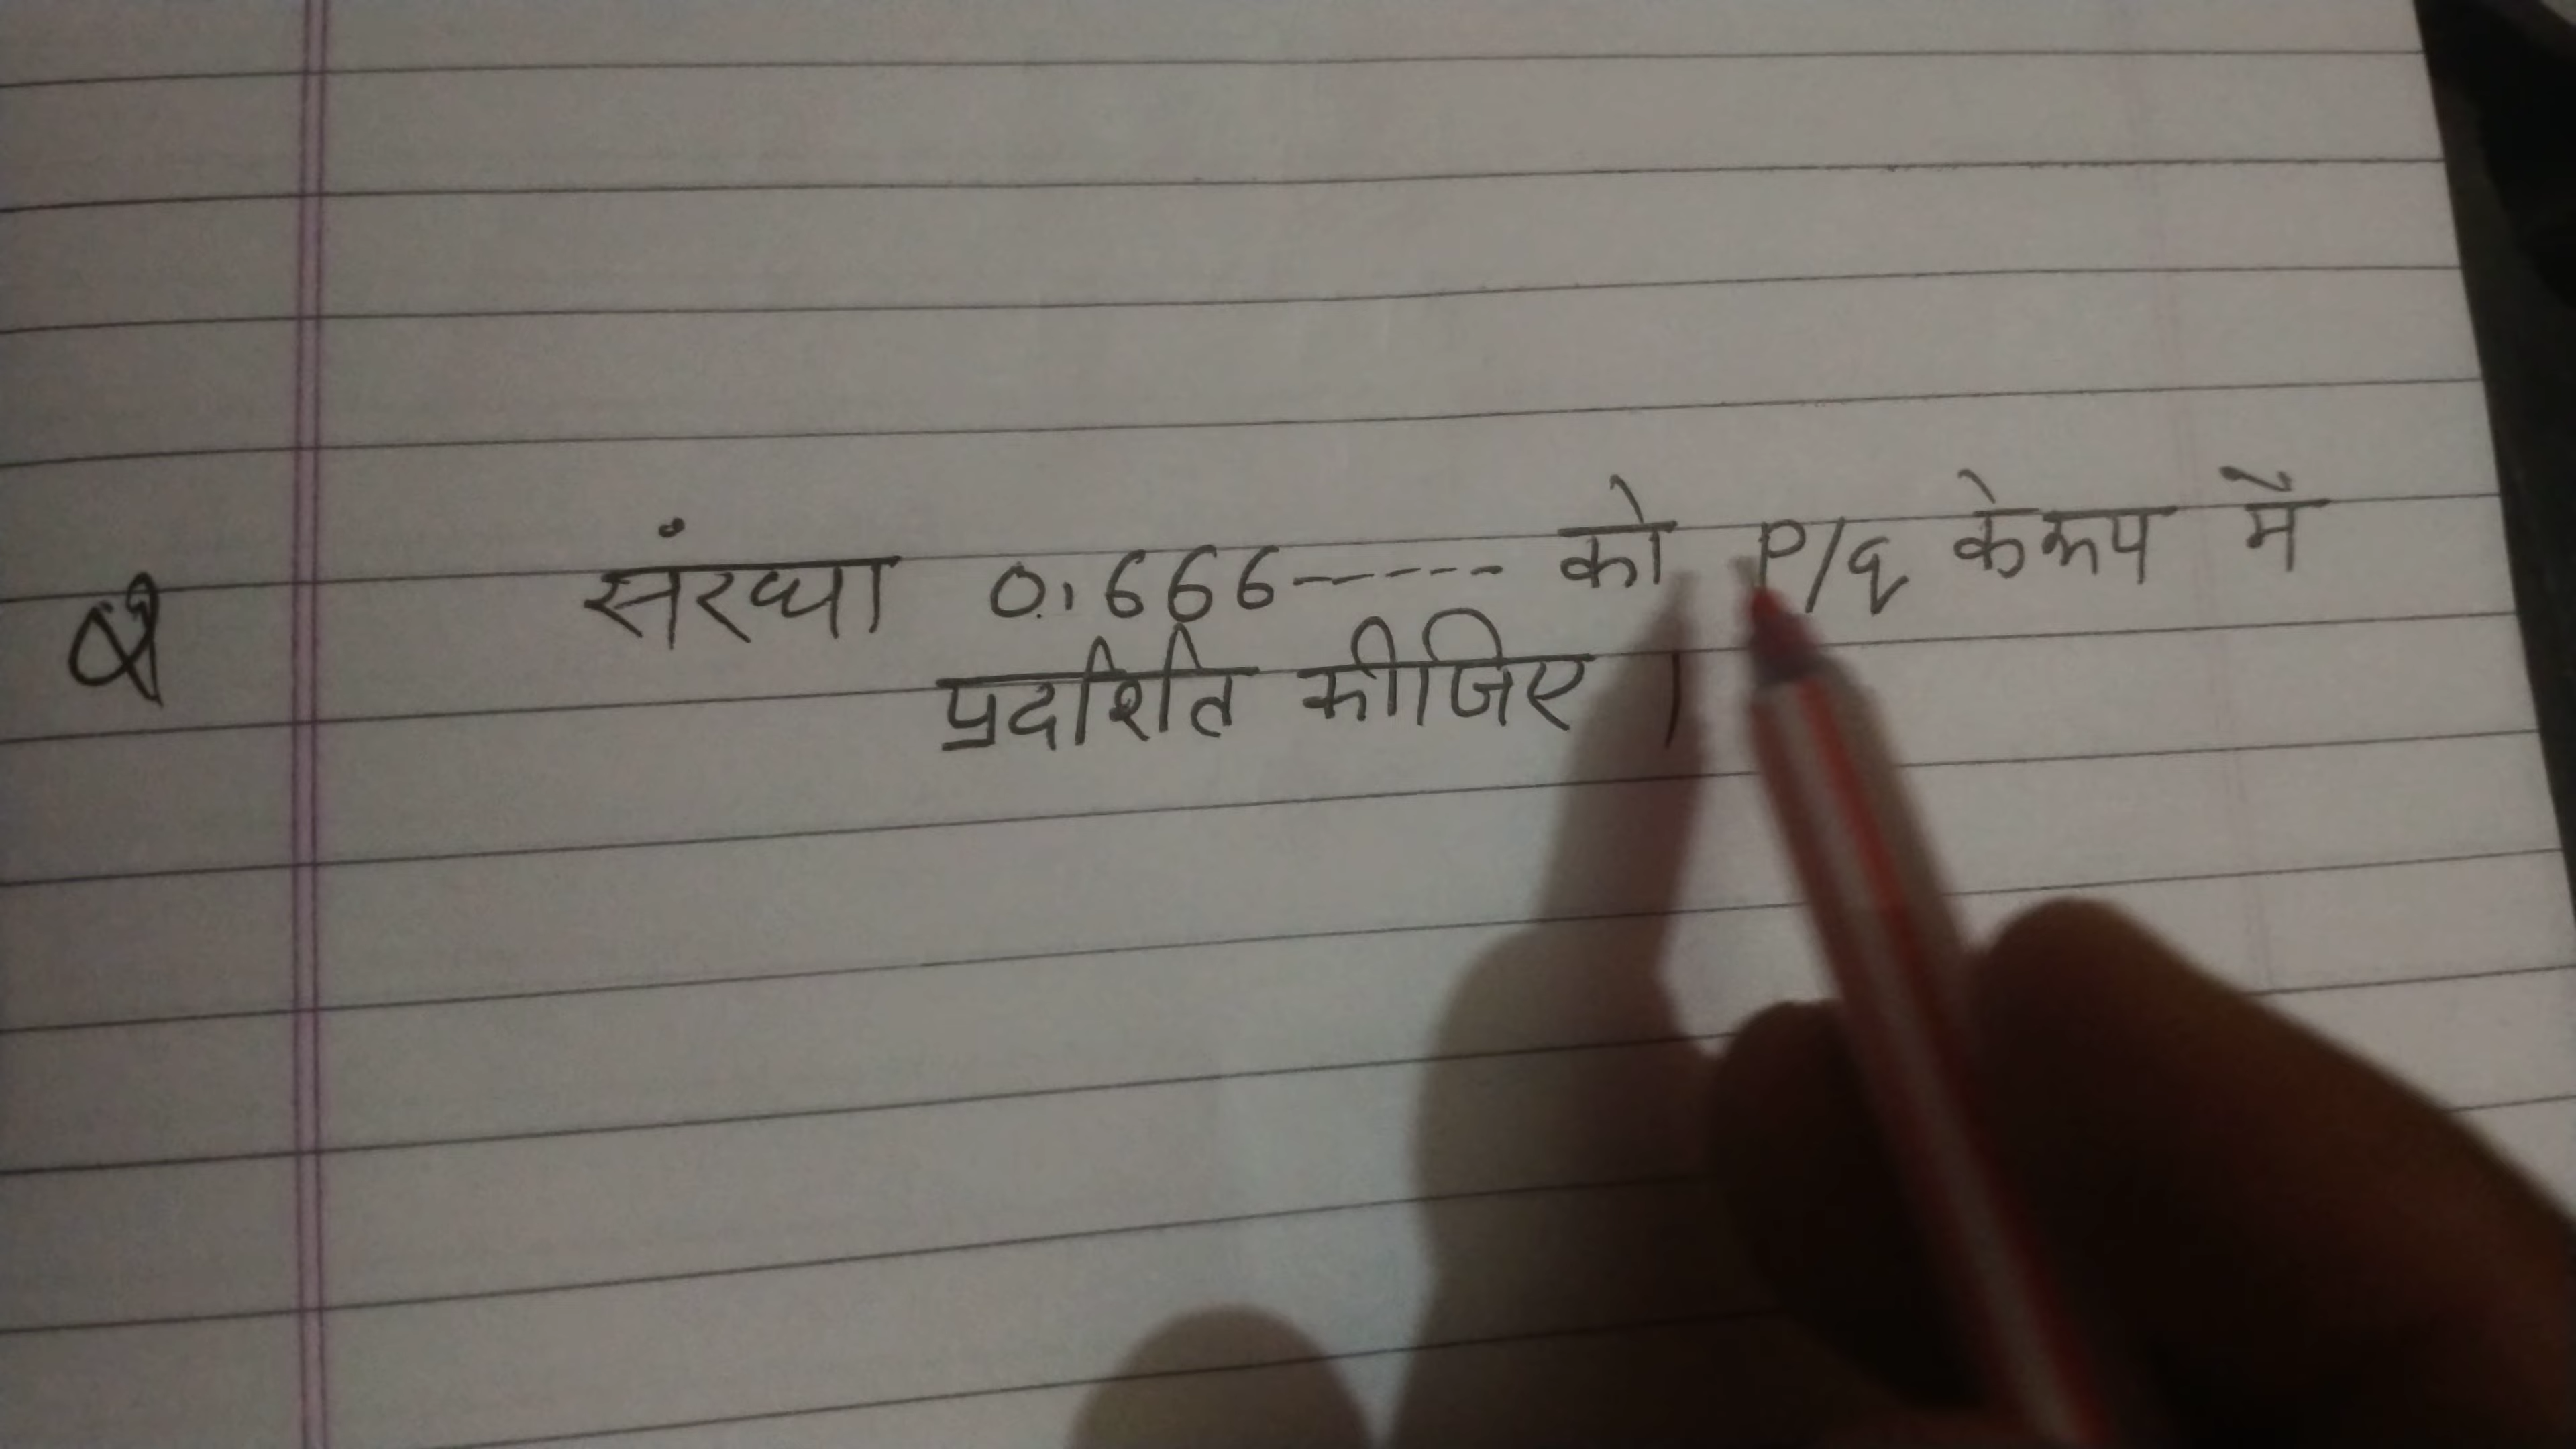 Q संख्या 0.666----- को P/q के रूप में
प्रदर्शित कीजिए ।